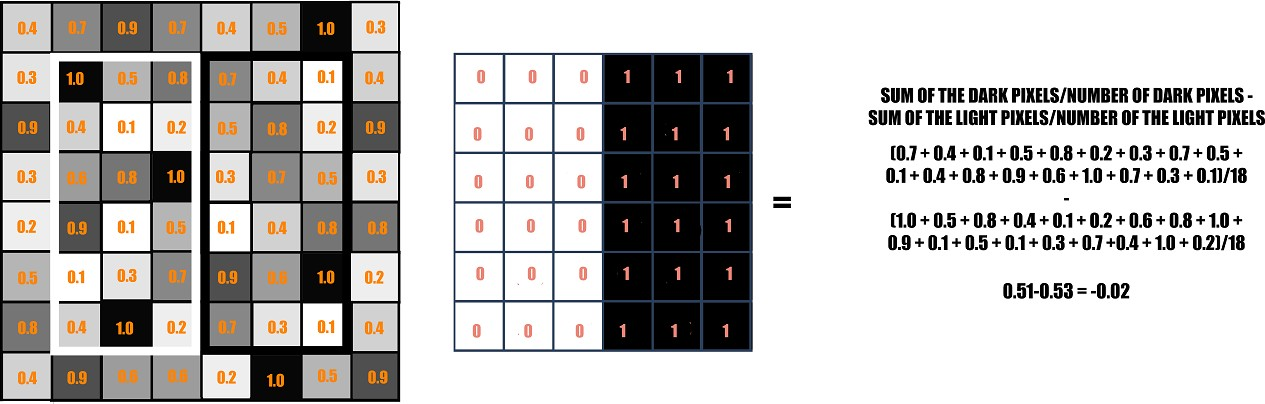 0.4 0.7 0.9 0.7 0.4 0.5 1.0 0.3
0.3 1.0 0.5 0.8 0.7 0.4 0.1 0.4
0.9 0.4 0.1 0.2 0.5 0.8 0.2 0.9
0.3 0.8 1.0 0.3 0.7 0.5 0.3
0.2 0.9 0.1 0.5 0.1 0.4 0.8 0.8
0.5 0.1 0.3 0.7 0.9 1.0 0.2
0.8 0.4 1.0 0.2 0.7 0.3 0.1 0.4
0.4 0.9 0.2 1.0 0.5 0.9
0 0 0 1 1 1
0 0 0 1 1 1
0 0 0 1 1 1
0 0 0 1 1 1
0 0 0 1 1 1
0 0 0 1 1 1
=
SUM OF THE DARK PIXELS/NUMBER OF DARK PIXELS -
SUM OF THE LIGHT PIXELS/NUMBER OF THE LIGHT PIXELS
(0.7 + 0.4 + 0.1 + 0.5 + 0.8 + 0.2 + 0.3 + 0.7 + 0.5 +
0.1 + 0.4 + 0.8 + 0.9 + 0.6 + 1.0 + 0.7 + 0.3 + 0.1)/18
-
(1.0 + 0.5 + 0.8 + 0.4 + 0.1 + 0.2 + 0.6 + 0.8 + 1.0 +
0.9 + 0.1 + 0.5 + 0.1 + 0.3 + 0.7 +0.4 + 1.0 + 0.2)/18
0.51-0.53 = -0.02